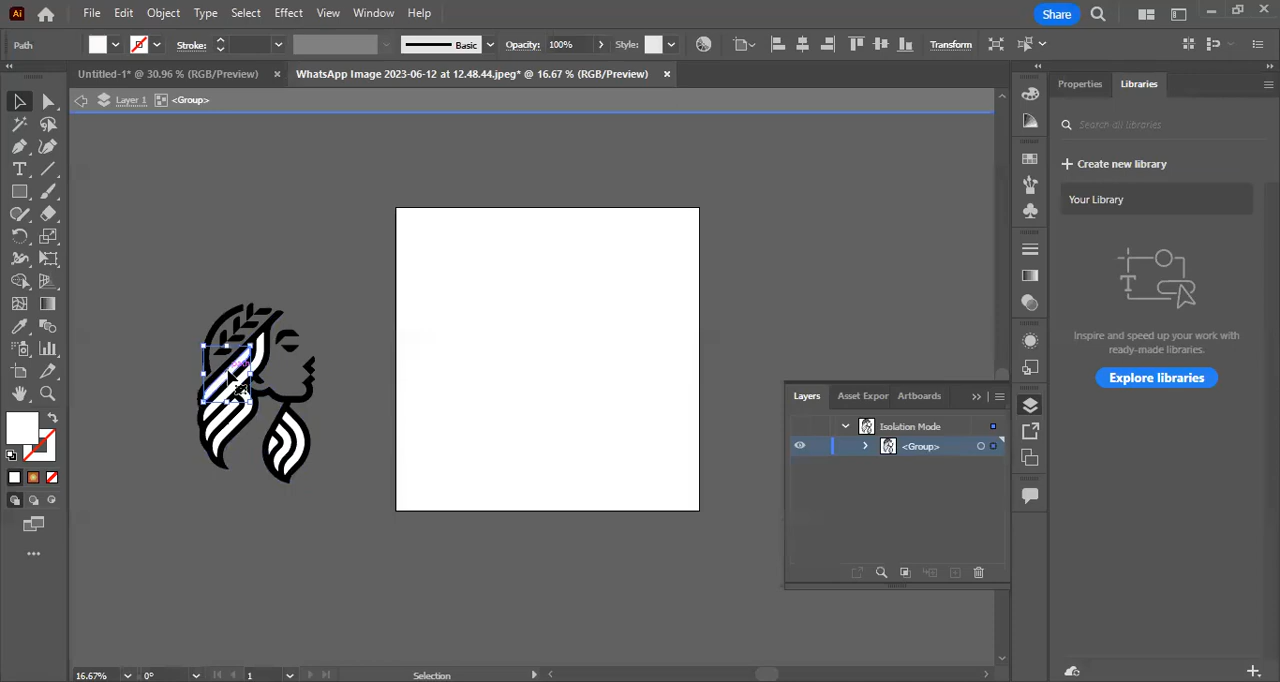 Ai File Edit Object Type Select Effect View Window Help Share
Path Stroke: Basic Opacity: 100% Style: Transform
Untitled-1* @ 30.96 % (RGB/Preview) × WhatsApp Image 2023-06-12 at 12.48.44.jpeg* @ 16.67 % (RGB/Preview) ×
Layer 1 <Group>
Properties Libraries
Search all libraries
Create new library
Your Library
Inspire and speed up your work with
ready-made libraries.
Explore libraries
Layers Asset Expor Artboards
Isolation Mode
<Group>
16.67% 0° 1 Selection